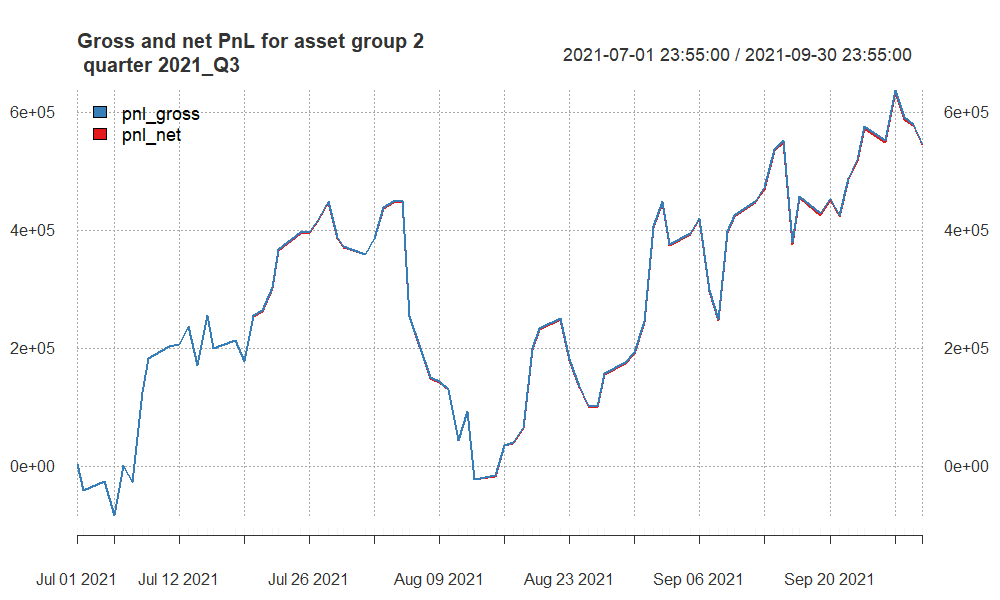 Gross and net PnL for asset group 2
quarter 2021_Q3
2021-07-01 23:55:00 / 2021-09-30 23:55:00
pnl_gross
pnl_net
6e+05
6e+05
4e+05
4e+05
2e+05
2e+05
0e+00
0e+00
Jul 01 2021
Jul 12 2021
Jul 26 2021
Aug 09 2021
Aug 23 2021
Sep 06 2021
Sep 20 2021